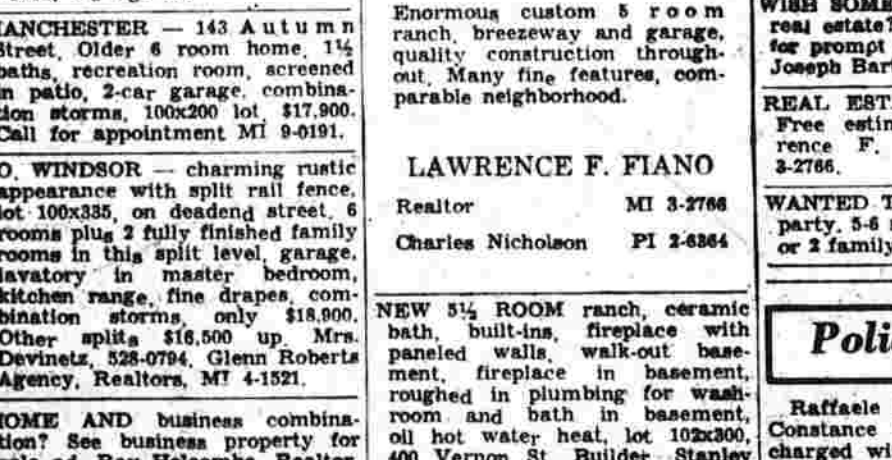 MANCHESTER — 143 Autumn
Street, Older 6 room home, 1½
baths, recreation room, screened
in patio, 2-car garage, combina-
tion storms, 100x200 lot, $17,900.
Call for appointment MI 9-0191.
O. WINDSOR — charming rustic
appearance with split rail fence,
lot 100x335, on deadend street, 6
rooms plus 2 fully finished family
rooms in this split level, garage,
lavatory in master bedroom,
kitchen range, fine drapes, com-
bination storms, only $18,900.
Other splits $16,500 up. Mrs.
Devinetz, 528-0794, Glenn Roberts
Agency, Realtors, MI 4-1521.
HOME AND business combina-
tion? See business property for
Enormous custom 5 room
ranch, breezeway and garage,
quality construction through-
out. Many fine features, com-
parable neighborhood.
LAWRENCE F. FIANO
Realtor MI 3-2766
Charles Nicholson PI 2-6364
NEW 5½ ROOM ranch, ceramic
bath, built-ins, fireplace with
paneled walls, walk-out base-
ment, fireplace in basement,
roughed in plumbing for wash-
room and bath in basement,
oil hot water heat, lot 102x300,
400 Vernon St. Builder Stanley
WISH SOME
real estate
for prompt
Joseph Bar
REAL EST
Free estim
rence F.
3-2766.
WANTED T
party, 5-6
or 2 family
Poli
Raffaele
Constance
charged wi